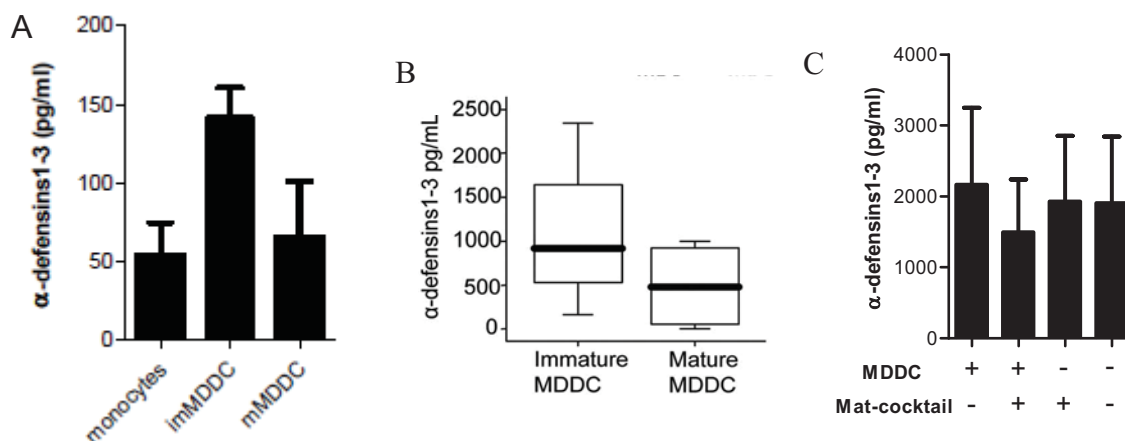 A
α-defensins1-3 (pg/ml)
200
150
100
50
0
monocytes
imMDDC
mMDDC
B
α-defensins1-3 pg/mL
2500
2000
1500
1000
500
0
Immature
MDDC
Mature
MDDC
C
α-defensins1-3 (pg/ml)
4000
3000
2000
1000
0
MDDC + + - -
Mat-cocktail - + + -